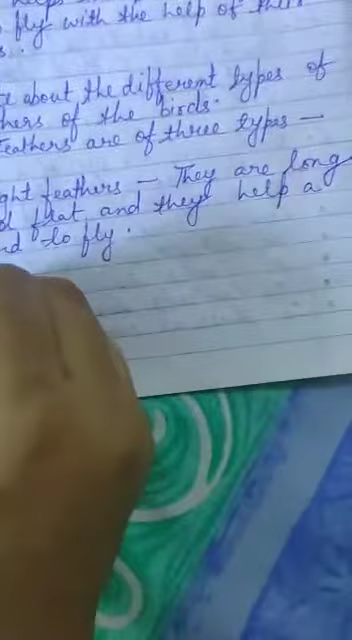 fly with the help of their
about the different types of
of the birds.
Feathers are of three types -
feathers - They are long
flat and they help a
to fly.